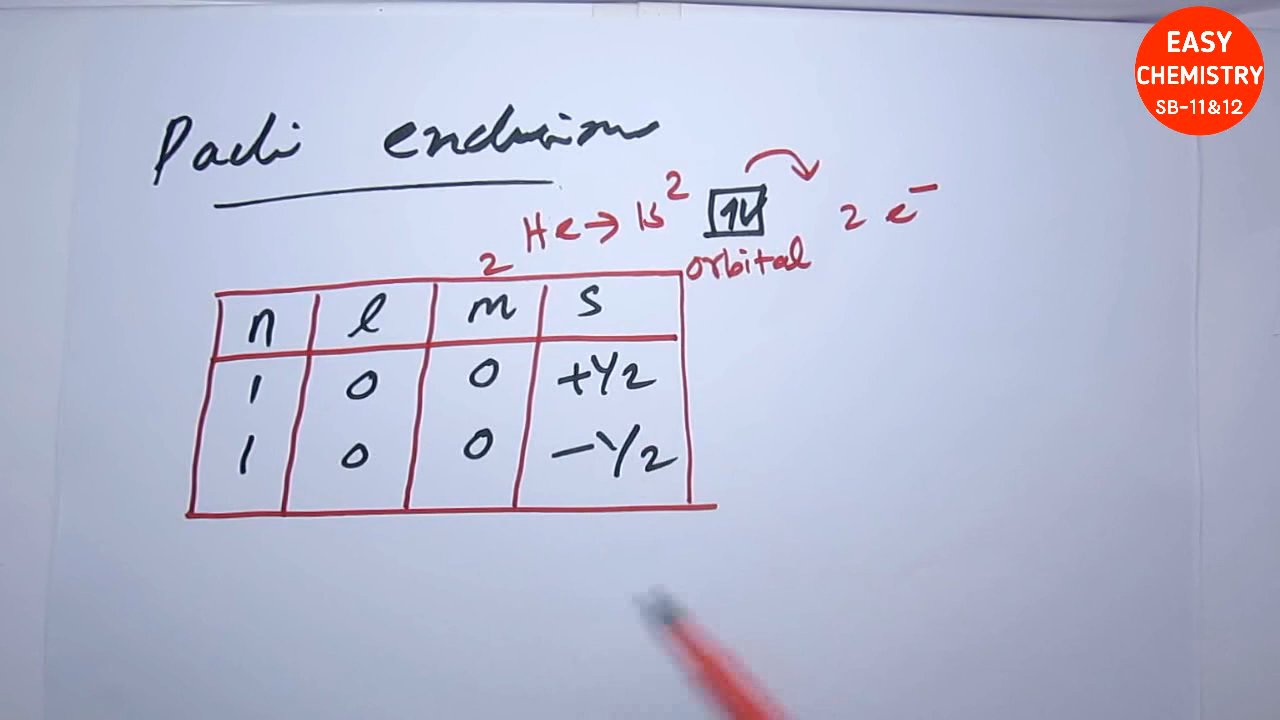 EASY
CHEMISTRY
SB-11&12
Pauli exclusion
₂He → 1s² ⇅ 2 e⁻
orbital
n l m s
1 0 0 +1/2
1 0 0 -1/2